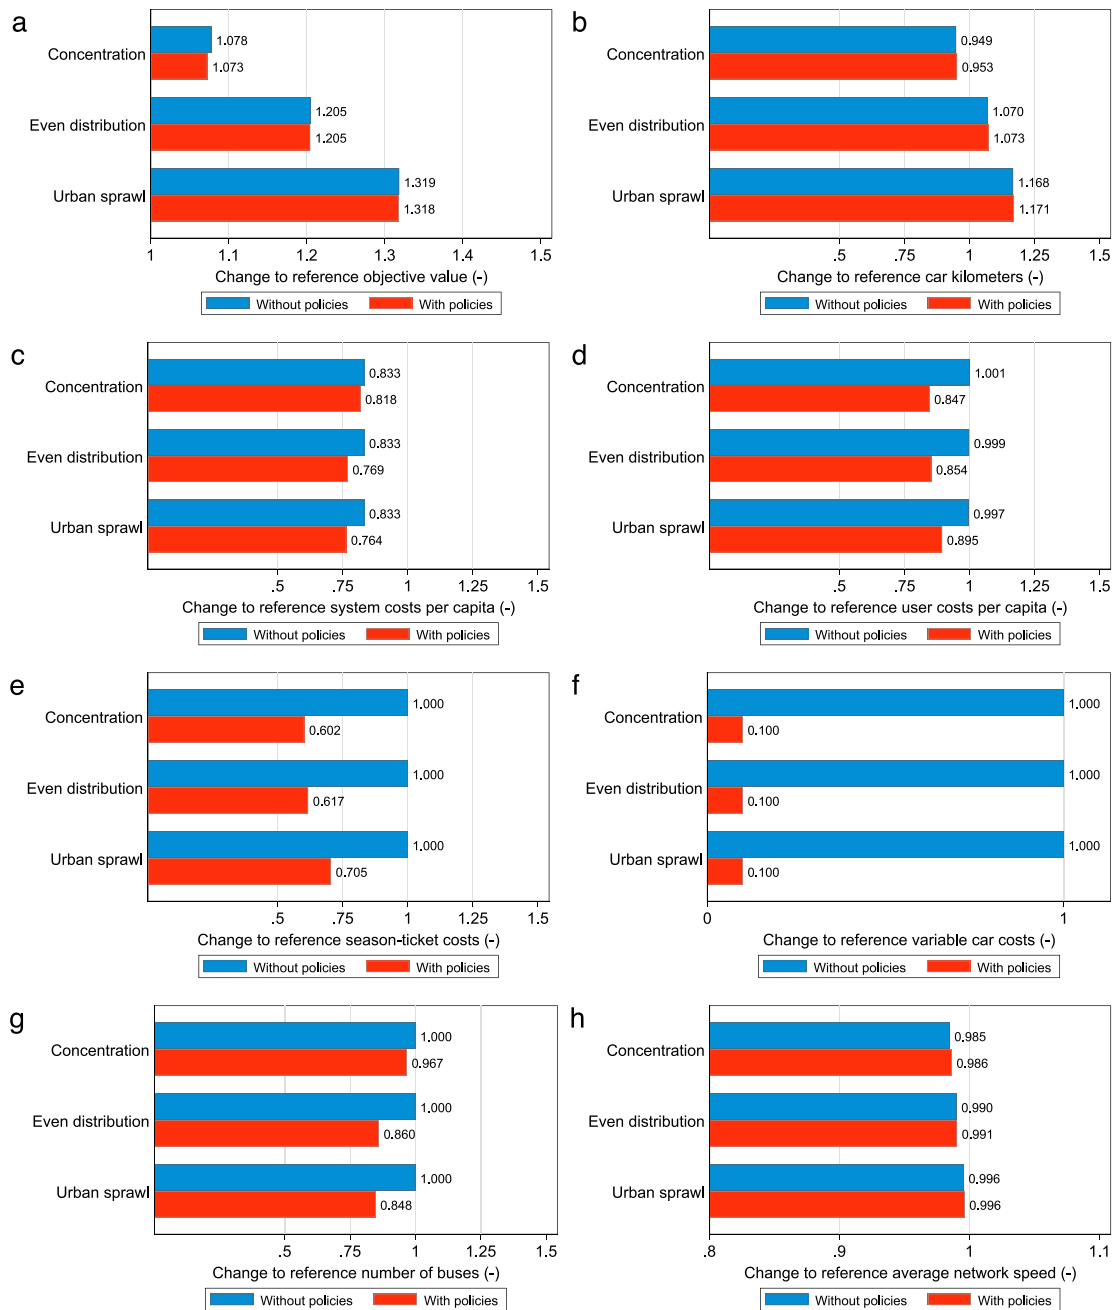 a
Concentration
1.078
1.073
Even distribution
1.205
1.205
Urban sprawl
1.319
1.318
1 1.1 1.2 1.3 1.4 1.5
Change to reference objective value (-)
Without policies With policies
b
Concentration
0.949
0.953
Even distribution
1.070
1.073
Urban sprawl
1.168
1.171
.5 .75 1 1.25 1.5
Change to reference car kilometers (-)
Without policies With policies
c
Concentration
0.833
0.818
Even distribution
0.833
0.769
Urban sprawl
0.833
0.764
.5 .75 1 1.25 1.5
Change to reference system costs per capita (-)
Without policies With policies
d
Concentration
1.001
0.847
Even distribution
0.999
0.854
Urban sprawl
0.997
0.895
.5 .75 1 1.25 1.5
Change to reference user costs per capita (-)
Without policies With policies
e
Concentration
1.000
0.602
Even distribution
1.000
0.617
Urban sprawl
1.000
0.705
.5 .75 1 1.25 1.5
Change to reference season-ticket costs (-)
Without policies With policies
f
Concentration
1.000
0.100
Even distribution
1.000
0.100
Urban sprawl
1.000
0.100
0 1
Change to reference variable car costs (-)
Without policies With policies
g
Concentration
1.000
0.967
Even distribution
1.000
0.860
Urban sprawl
1.000
0.848
.5 .75 1 1.25 1.5
Change to reference number of buses (-)
Without policies With policies
h
Concentration
0.985
0.986
Even distribution
0.990
0.991
Urban sprawl
0.996
0.996
.8 .9 1 1.1
Change to reference average network speed (-)
Without policies With policies